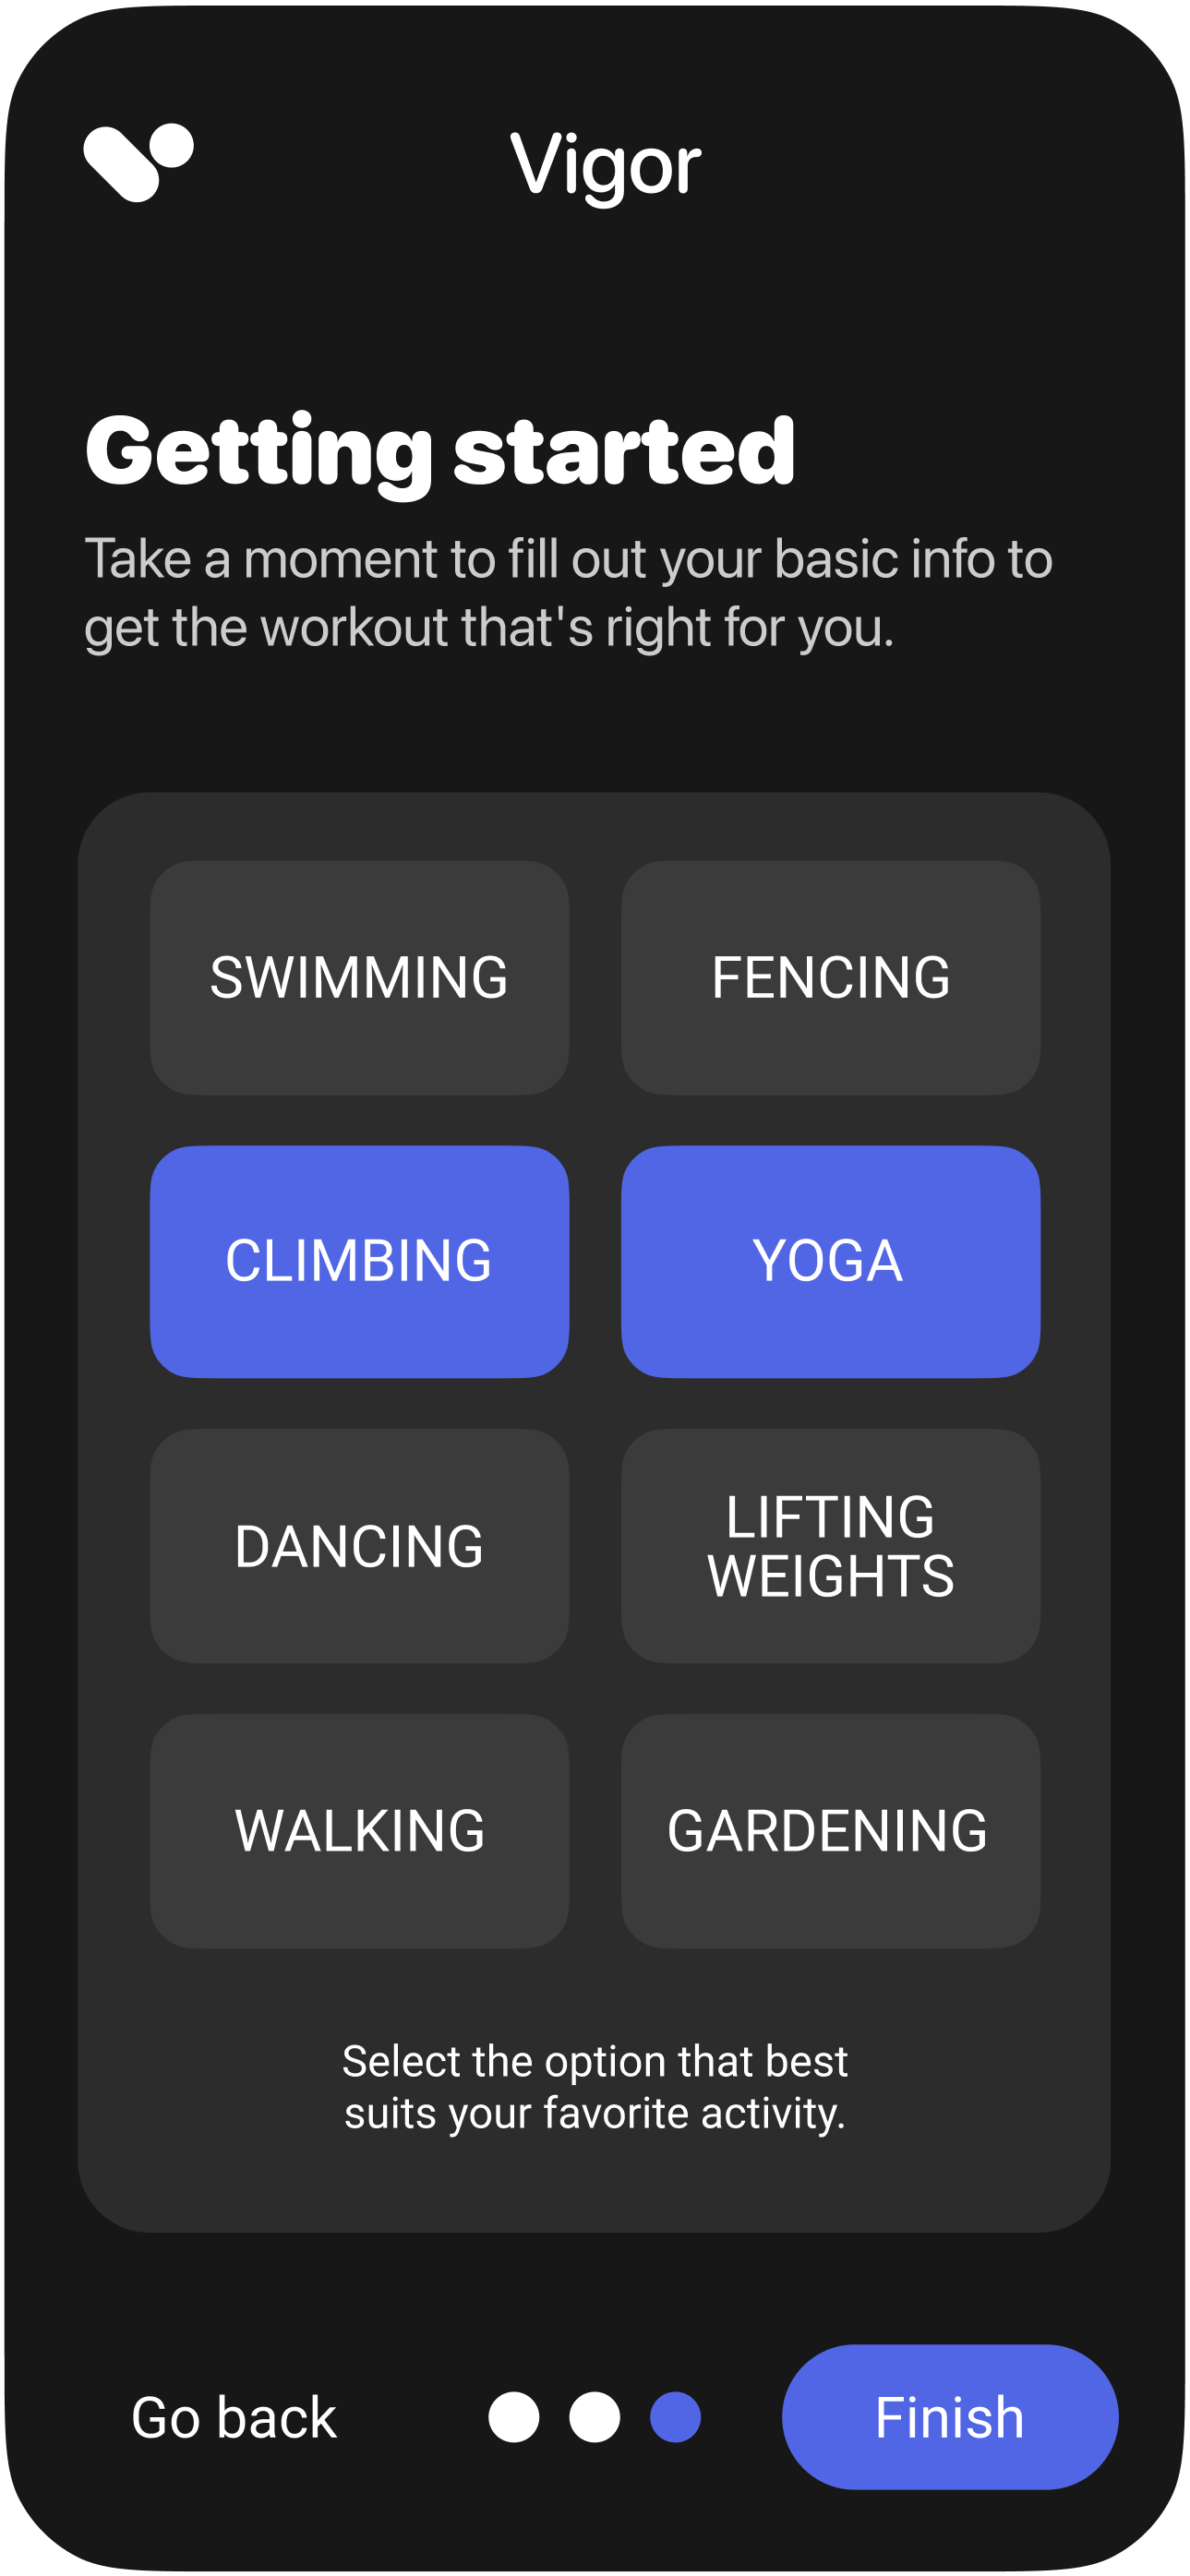 Vigor
Getting started
Take a moment to fill out your basic info to
get the workout that's right for you.
SWIMMING
FENCING
CLIMBING
YOGA
DANCING
LIFTING
WEIGHTS
WALKING
GARDENING
Select the option that best
suits your favorite activity.
Go back
Finish